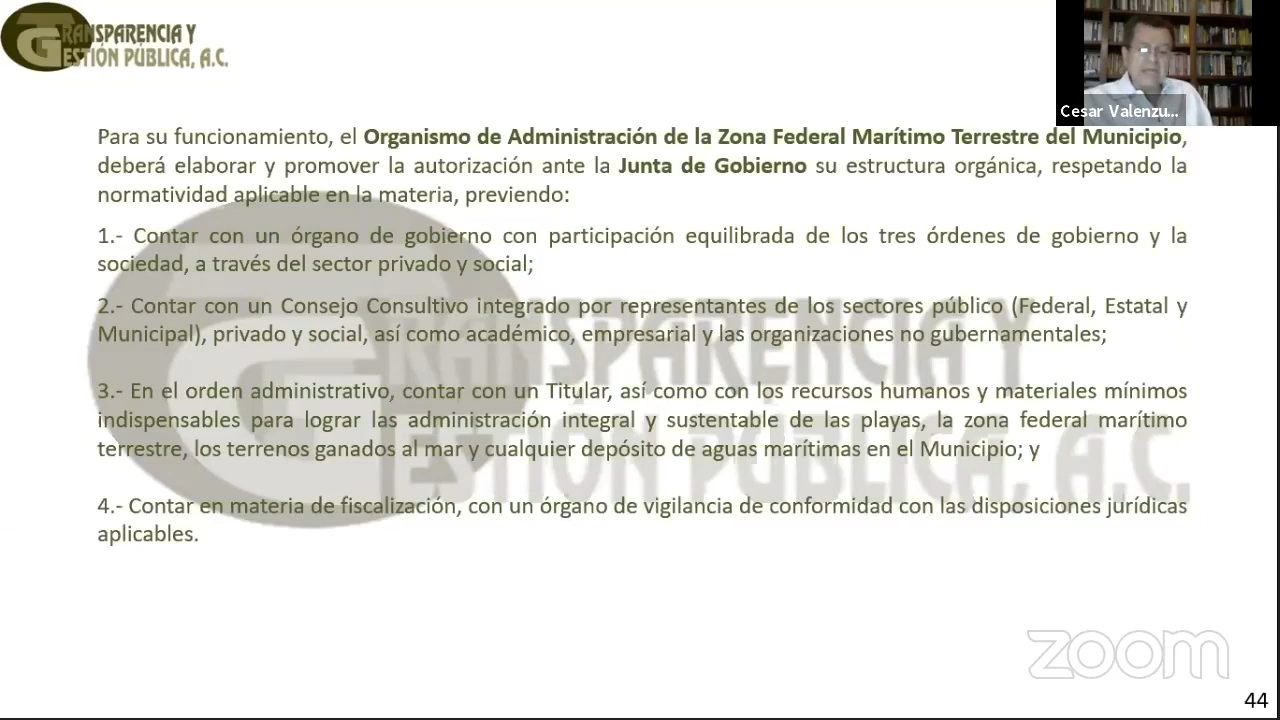 TRANSPARENCIA Y
GESTIÓN PÚBLICA, A.C.
Cesar Valenzu...
Para su funcionamiento, el Organismo de Administración de la Zona Federal Marítimo Terrestre del Municipio,
deberá elaborar y promover la autorización ante la Junta de Gobierno su estructura orgánica, respetando la
normatividad aplicable en la materia, previendo:
1.- Contar con un órgano de gobierno con participación equilibrada de los tres órdenes de gobierno y la
sociedad, a través del sector privado y social;
2.- Contar con un Consejo Consultivo integrado por representantes de los sectores público (Federal, Estatal y
Municipal), privado y social, así como académico, empresarial y las organizaciones no gubernamentales;
3.- En el orden administrativo, contar con un Titular, así como con los recursos humanos y materiales mínimos
indispensables para lograr las administración integral y sustentable de las playas, la zona federal marítimo
terrestre, los terrenos ganados al mar y cualquier depósito de aguas marítimas en el Municipio; y
4.- Contar en materia de fiscalización, con un órgano de vigilancia de conformidad con las disposiciones jurídicas
aplicables.
TRANSPARENCIA Y
GESTIÓN PÚBLICA, A.C.
zoom
44